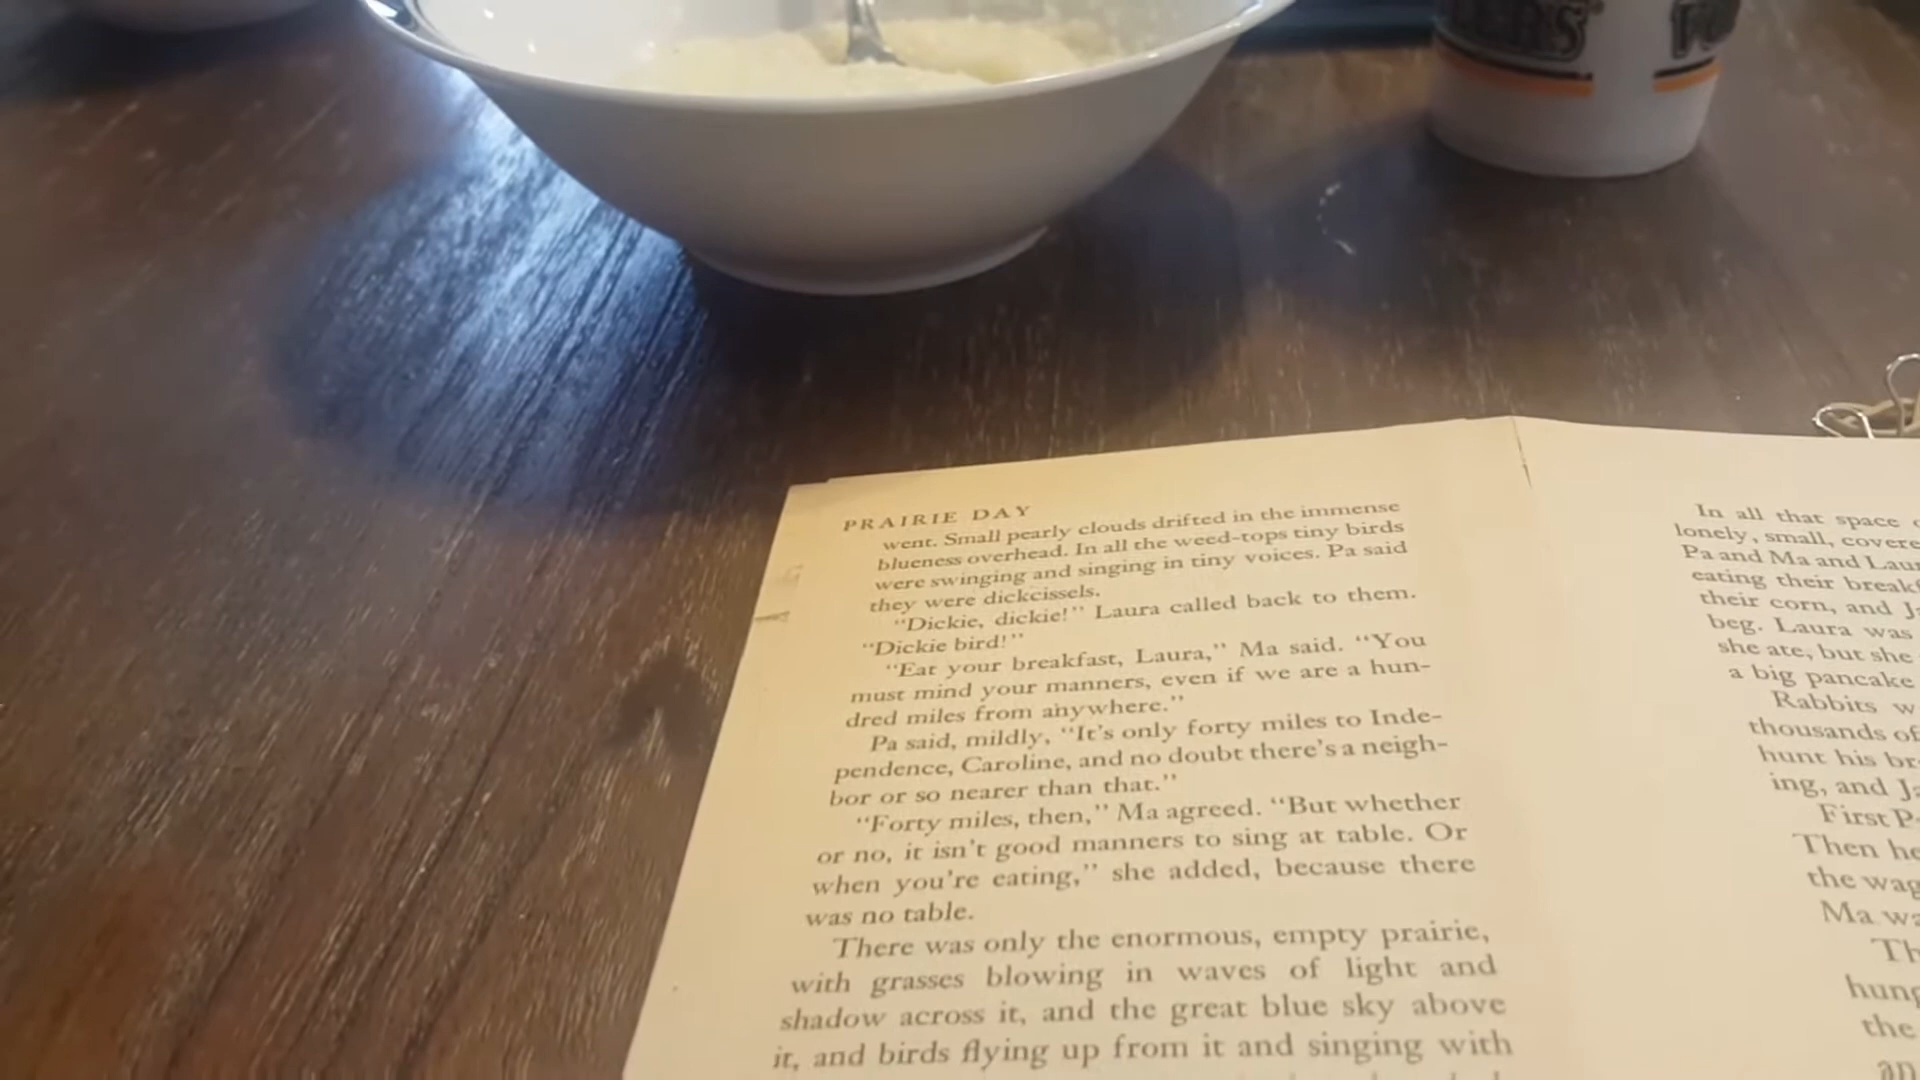 PRAIRIE DAY
went. Small pearly clouds drifted in the immense
blueness overhead. In all the weed-tops tiny birds
were swinging and singing in tiny voices. Pa said
they were dickcissels.
“Dickie, dickie!” Laura called back to them.
“Dickie bird!”
“Eat your breakfast, Laura,” Ma said. “You
must mind your manners, even if we are a hun-
dred miles from anywhere.”
Pa said, mildly, “It’s only forty miles to Inde-
pendence, Caroline, and no doubt there’s a neigh-
bor or so nearer than that.”
“Forty miles, then,” Ma agreed. “But whether
or no, it isn’t good manners to sing at table. Or
when you’re eating,” she added, because there
was no table.
There was only the enormous, empty prairie,
with grasses blowing in waves of light and
shadow across it, and the great blue sky above
it, and birds flying up from it and singing with
In all that space
lonely, small,
Pa and Ma and
eating their
their corn, and
beg. Laura was
she ate, but she
a big pancake
Rabbits
thousands of
hunt his
ing, and
First
Then he
the
Ma
the